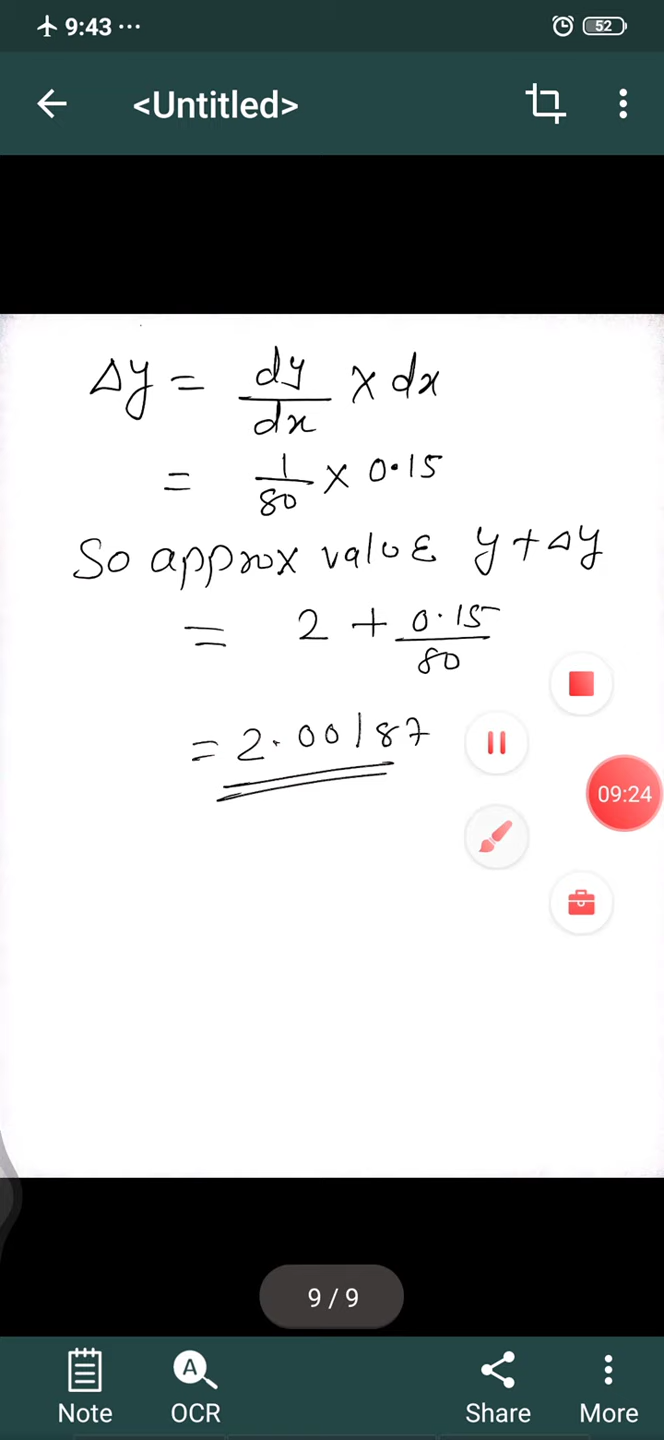 9:43 ...
52
<Untitled>
Δy = dy/dx × dx
= 1/80 × 0.15
So approx value y + Δy
= 2 + 0.15/80
= 2.00187
09:24
9 / 9
A
Note OCR Share More